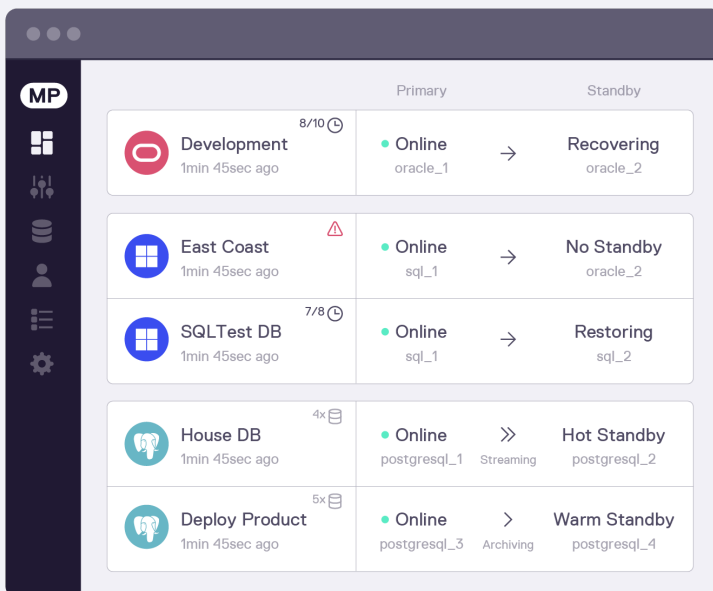 MP
Primary Standby
8/10
Development Online Recovering
1min 45sec ago oracle_1 oracle_2
East Coast Online No Standby
1min 45sec ago sql_1 oracle_2
7/8
SQLTest DB Online Restoring
1min 45sec ago sql_1 sql_2
4x
House DB Online Hot Standby
1min 45sec ago postgresql_1 Streaming postgresql_2
5x
Deploy Product Online Warm Standby
1min 45sec ago postgresql_3 Archiving postgresql_4